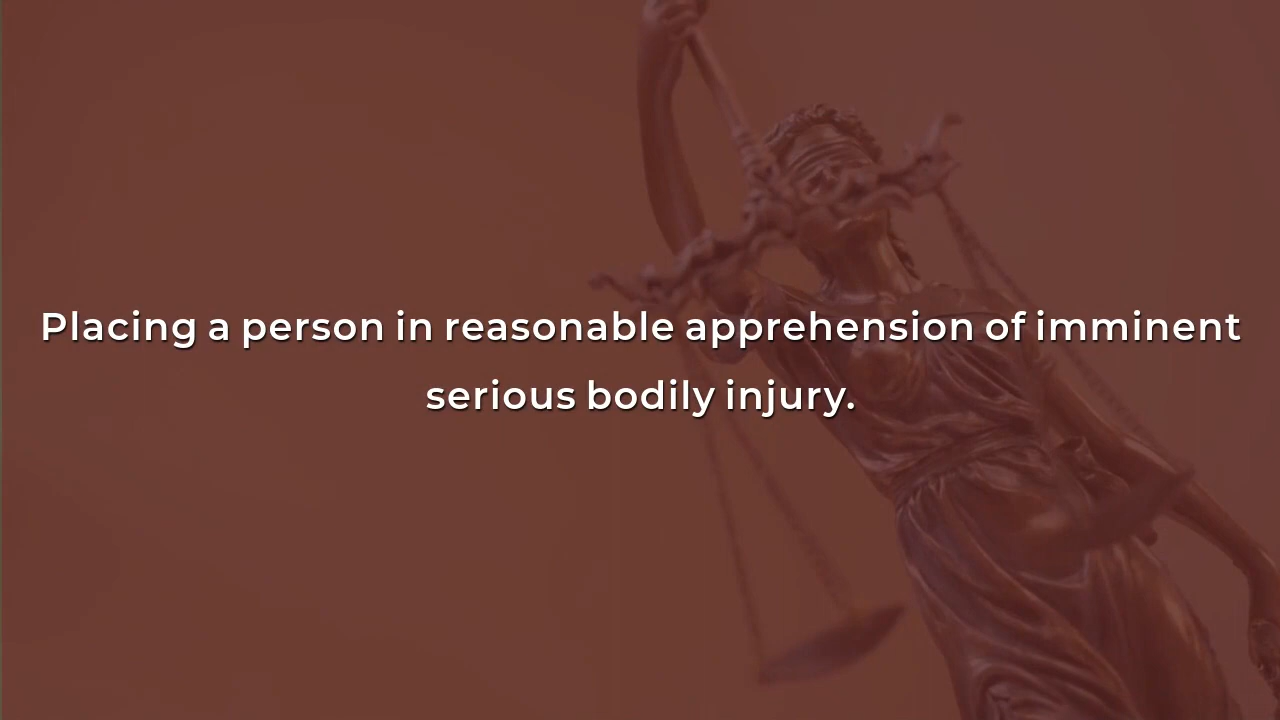 Placing a person in reasonable apprehension of imminent
serious bodily injury.